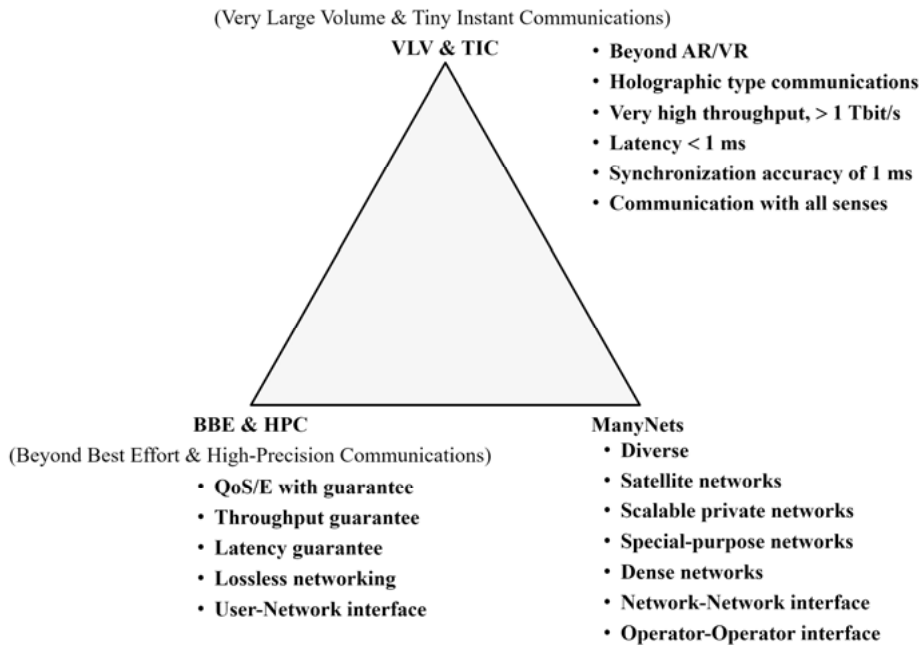 (Very Large Volume & Tiny Instant Communications)
VLV & TIC
• Beyond AR/VR
• Holographic type communications
• Very high throughput, > 1 Tbit/s
• Latency < 1 ms
• Synchronization accuracy of 1 ms
• Communication with all senses
BBE & HPC
(Beyond Best Effort & High-Precision Communications)
• QoS/E with guarantee
• Throughput guarantee
• Latency guarantee
• Lossless networking
• User-Network interface
ManyNets
• Diverse
• Satellite networks
• Scalable private networks
• Special-purpose networks
• Dense networks
• Network-Network interface
• Operator-Operator interface